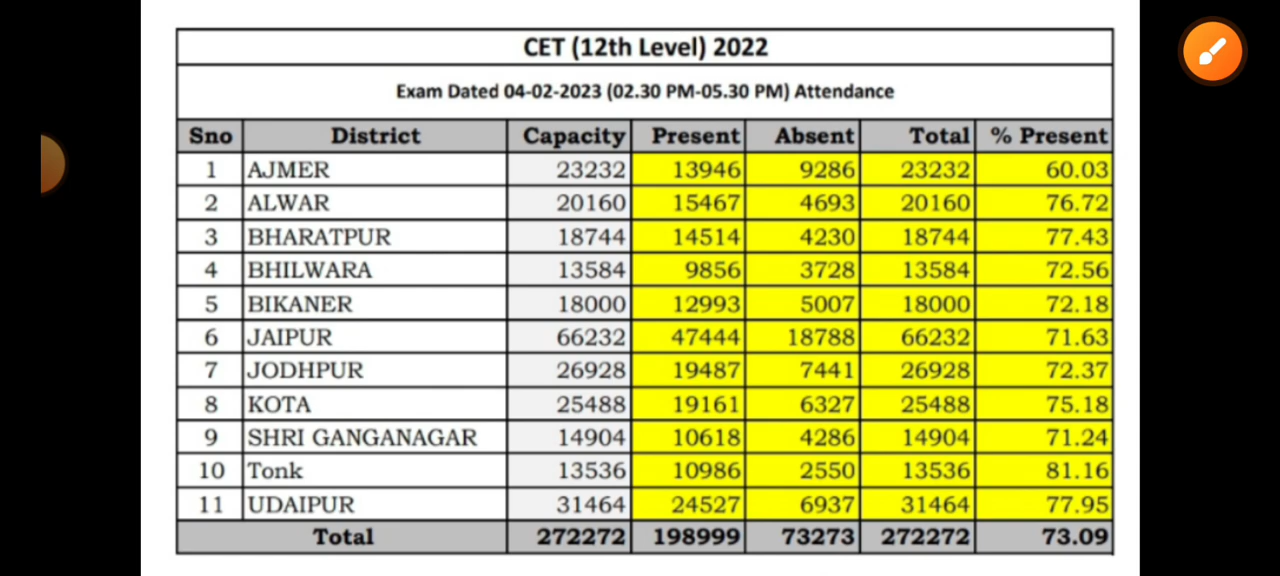 CET (12th Level) 2022
Exam Dated 04-02-2023 (02.30 PM-05.30 PM) Attendance
Sno District Capacity Present Absent Total % Present
1 AJMER 23232 13946 9286 23232 60.03
2 ALWAR 20160 15467 4693 20160 76.72
3 BHARATPUR 18744 14514 4230 18744 77.43
4 BHILWARA 13584 9856 3728 13584 72.56
5 BIKANER 18000 12993 5007 18000 72.18
6 JAIPUR 66232 47444 18788 66232 71.63
7 JODHPUR 26928 19487 7441 26928 72.37
8 KOTA 25488 19161 6327 25488 75.18
9 SHRI GANGANAGAR 14904 10618 4286 14904 71.24
10 Tonk 13536 10986 2550 13536 81.16
11 UDAIPUR 31464 24527 6937 31464 77.95
Total 272272 198999 73273 272272 73.09